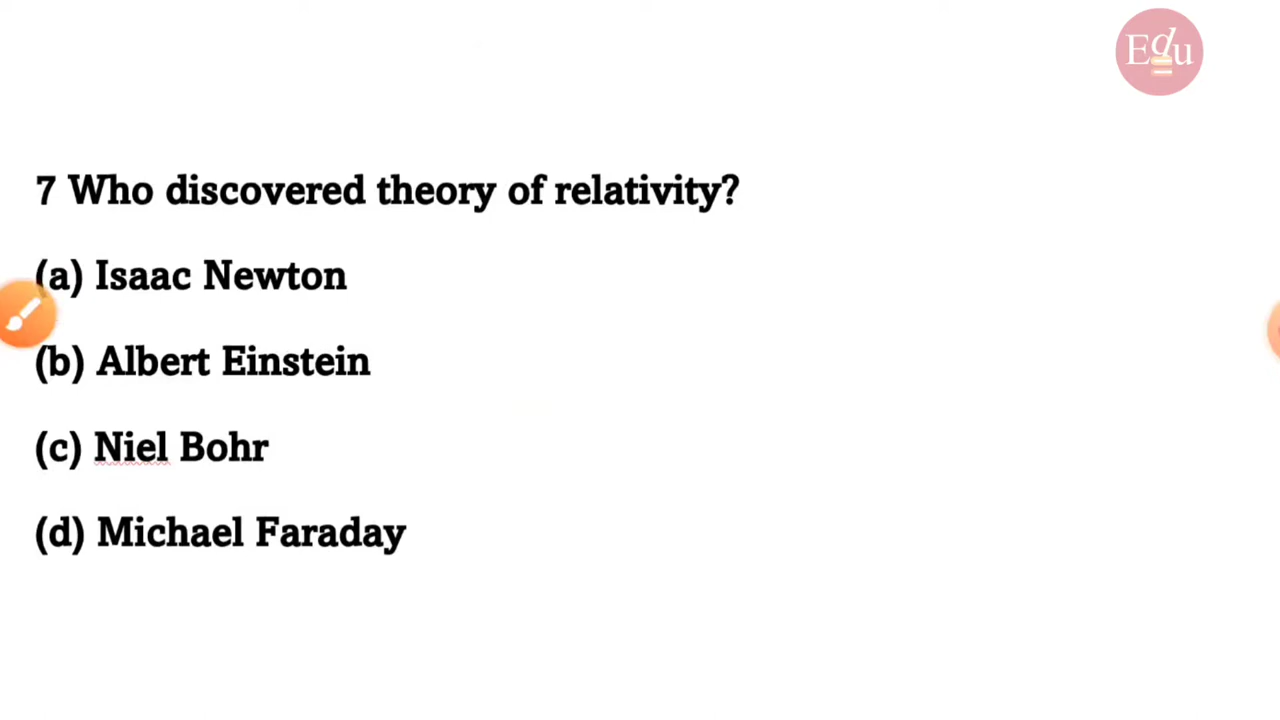 Edu
7 Who discovered theory of relativity?
(a) Isaac Newton
(b) Albert Einstein
(c) Niel Bohr
(d) Michael Faraday